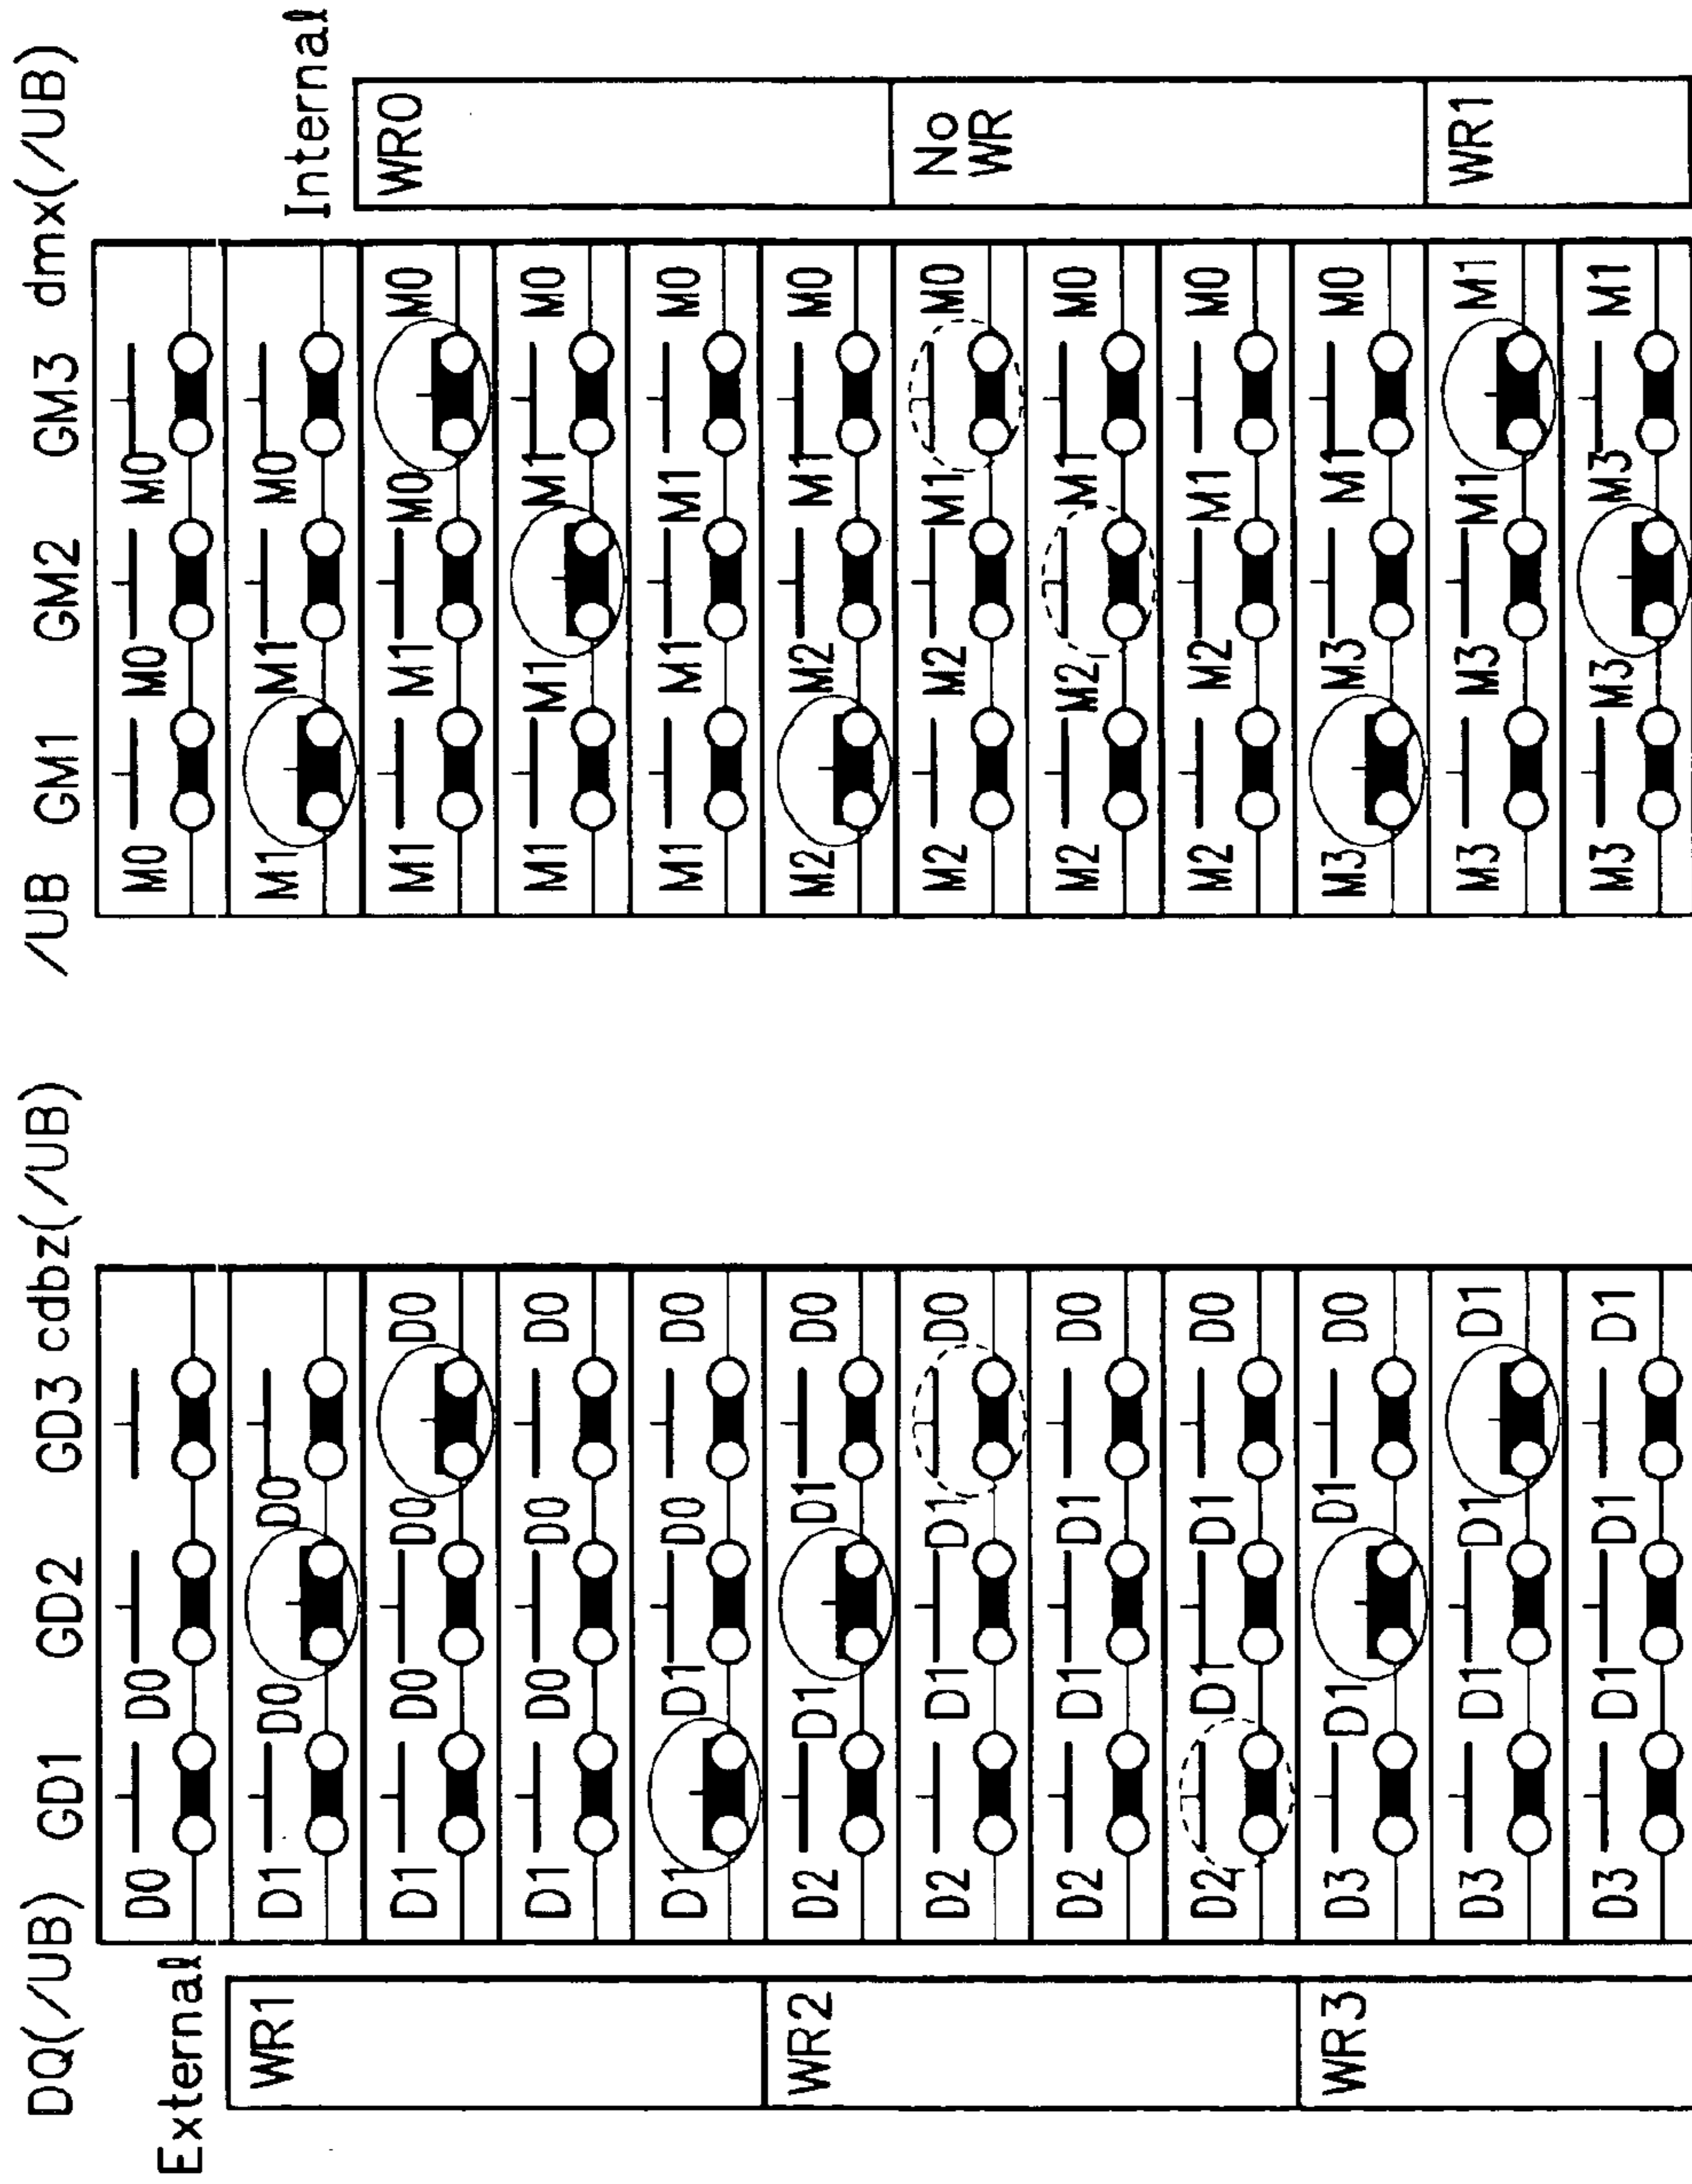 DQ(/UB) GD1 GD2 GD3 cdbz(/UB) /UB GM1 GM2 GM3 dmx(/UB)
D0 D0 M0 M0 M0
External
WR1 D1 D0 D0 M1 M1 M0
Internal
D1 D0 D0 D0 M1 M1 M0 M0 WR0
D1 D0 D0 D0 M1 M1 M1 M0
D1 D1 D0 D0 M1 M1 M1 M0
WR2 D2 D1 D1 D0 M2 M2 M1 M0
D2 D1 D1 D0 M2 M2 M1 M0 No
WR
D2 D1 D1 D0 M2 M2 M1 M0
D2 D1 D1 D0 M2 M2 M1 M0
WR3 D3 D1 D1 D0 M3 M3 M1 M0
D3 D1 D1 D1 M3 M3 M1 M1 WR1
D3 D1 D1 D1 M3 M3 M3 M1